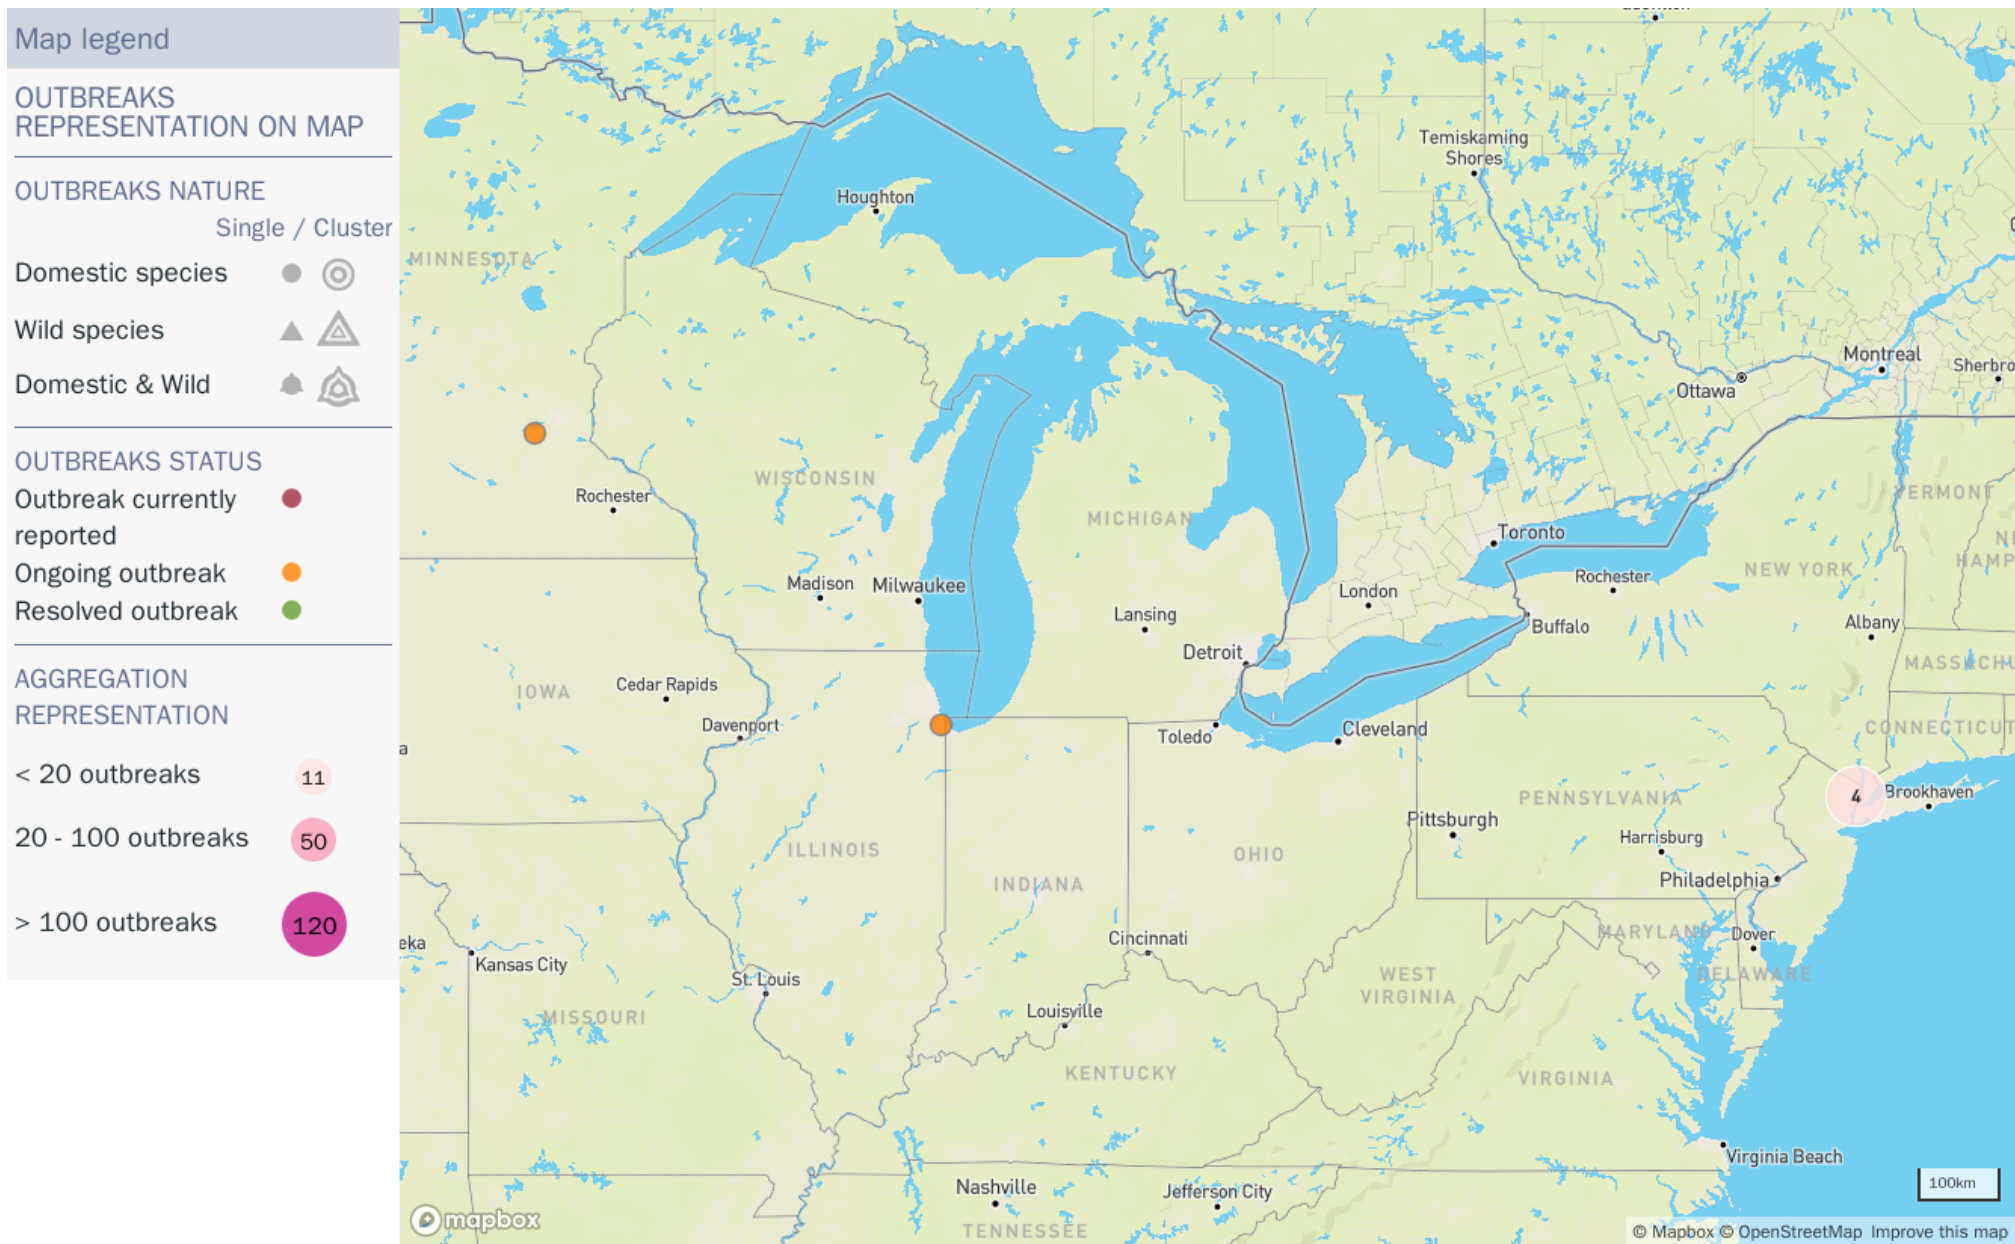 Map legend
OUTBREAKS
REPRESENTATION ON MAP
OUTBREAKS NATURE
Single / Cluster
Domestic species
Wild species
Domestic & Wild
OUTBREAKS STATUS
Outbreak currently
reported
Ongoing outbreak
Resolved outbreak
AGGREGATION
REPRESENTATION
< 20 outbreaks 11
20 - 100 outbreaks 50
> 100 outbreaks 120
Temiskaming
Shores
Houghton
MINNESOTA
Montreal
Sherbro
Ottawa
WISCONSIN
Rochester
VERMONT
MICHIGAN
Toronto
HAMP
NEW YORK
Rochester
Madison
Milwaukee
London
Lansing
Albany
Buffalo
Detroit
MASSACHU
IOWA
Cedar Rapids
Davenport
CONNECTICUT
Toledo
Cleveland
a
4
Brookhaven
PENNSYLVANIA
Pittsburgh
Harrisburg
ILLINOIS
OHIO
INDIANA
Philadelphia
MARYLAND
Dover
eka
Cincinnati
Kansas City
St. Louis
WEST
VIRGINIA
DELAWARE
Louisville
MISSOURI
KENTUCKY
VIRGINIA
Virginia Beach
Nashville
Jefferson City
100km
mapbox
TENNESSEE
© Mapbox © OpenStreetMap Improve this map